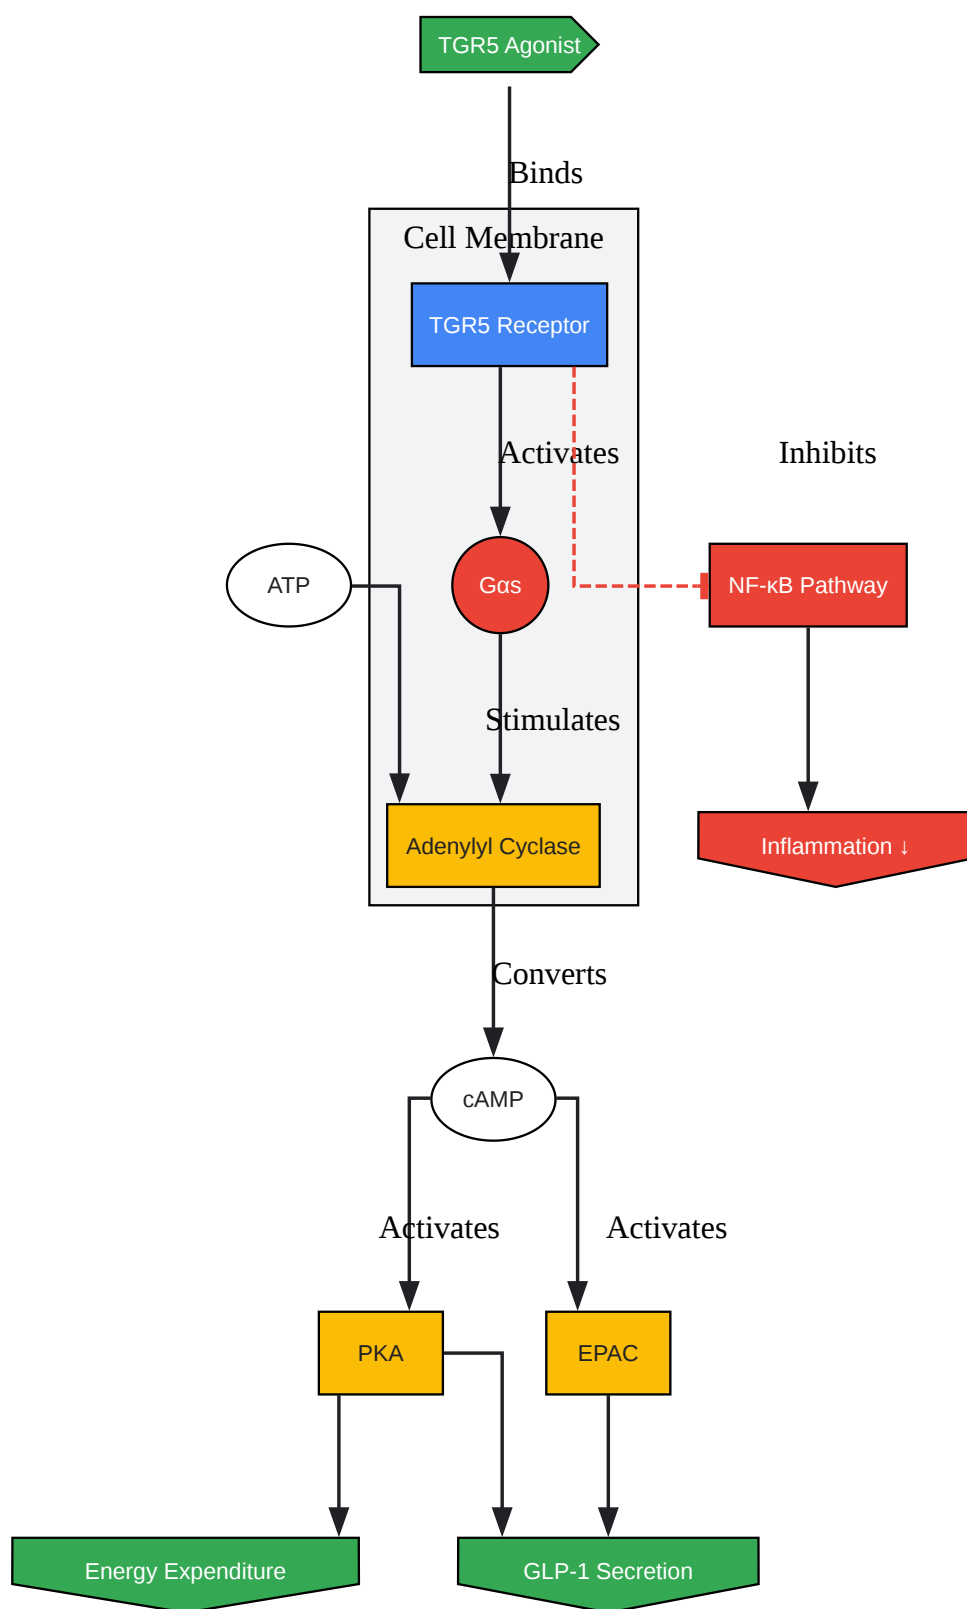 TGR5 Agonist
Binds
Cell Membrane
TGR5 Receptor
Activates
Inhibits
ATP
Gαs
NF-κB Pathway
Stimulates
Adenylyl Cyclase
Inflammation ↓
Converts
cAMP
Activates
Activates
PKA
EPAC
Energy Expenditure
GLP-1 Secretion